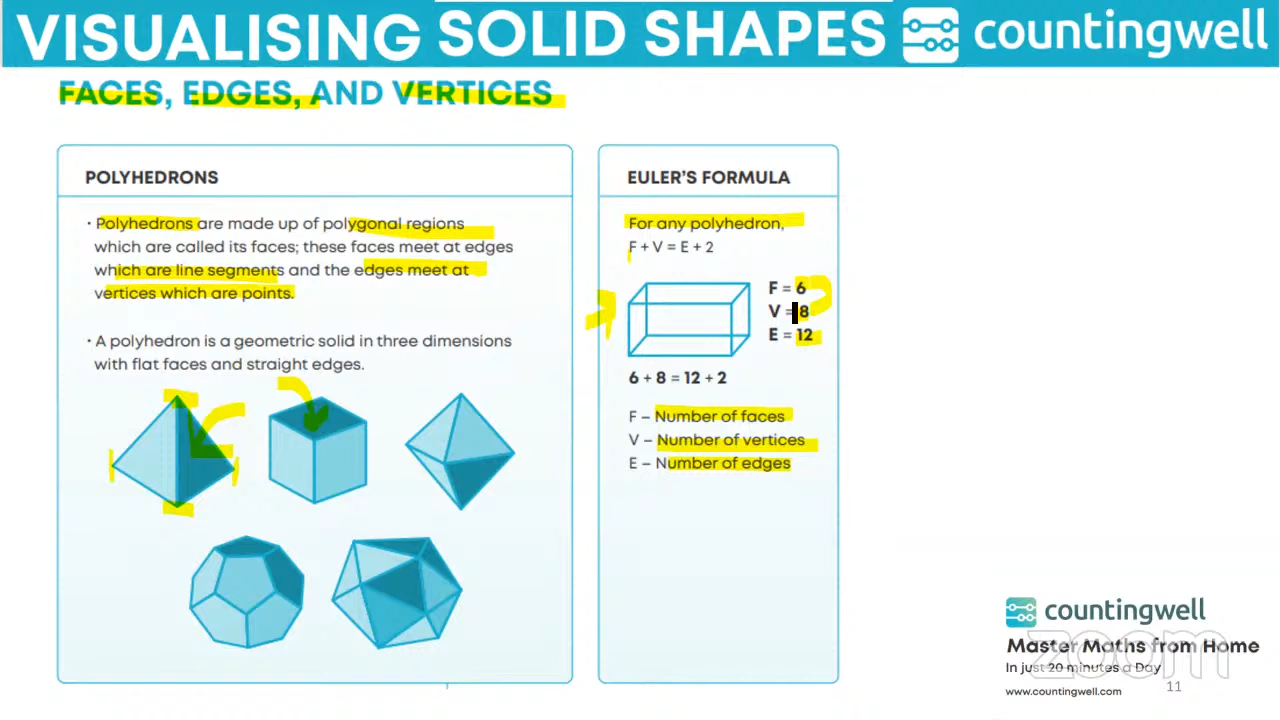 VISUALISING SOLID SHAPES
countingwell
FACES, EDGES, AND VERTICES
POLYHEDRONS
• Polyhedrons are made up of polygonal regions
which are called its faces; these faces meet at edges
which are line segments and the edges meet at
vertices which are points.
• A polyhedron is a geometric solid in three dimensions
with flat faces and straight edges.
EULER'S FORMULA
For any polyhedron,
F + V = E + 2
F = 6
V = 8
E = 12
6 + 8 = 12 + 2
F – Number of faces
V – Number of vertices
E – Number of edges
countingwell
Master Maths from Home
zoom
In just 20 minutes a Day
www.countingwell.com
11